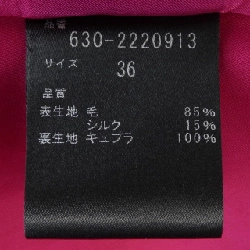 品番
630-2220913
サイズ
36
品質
表生地 毛 85%
シルク 15%
裏生地 キュプラ 100%